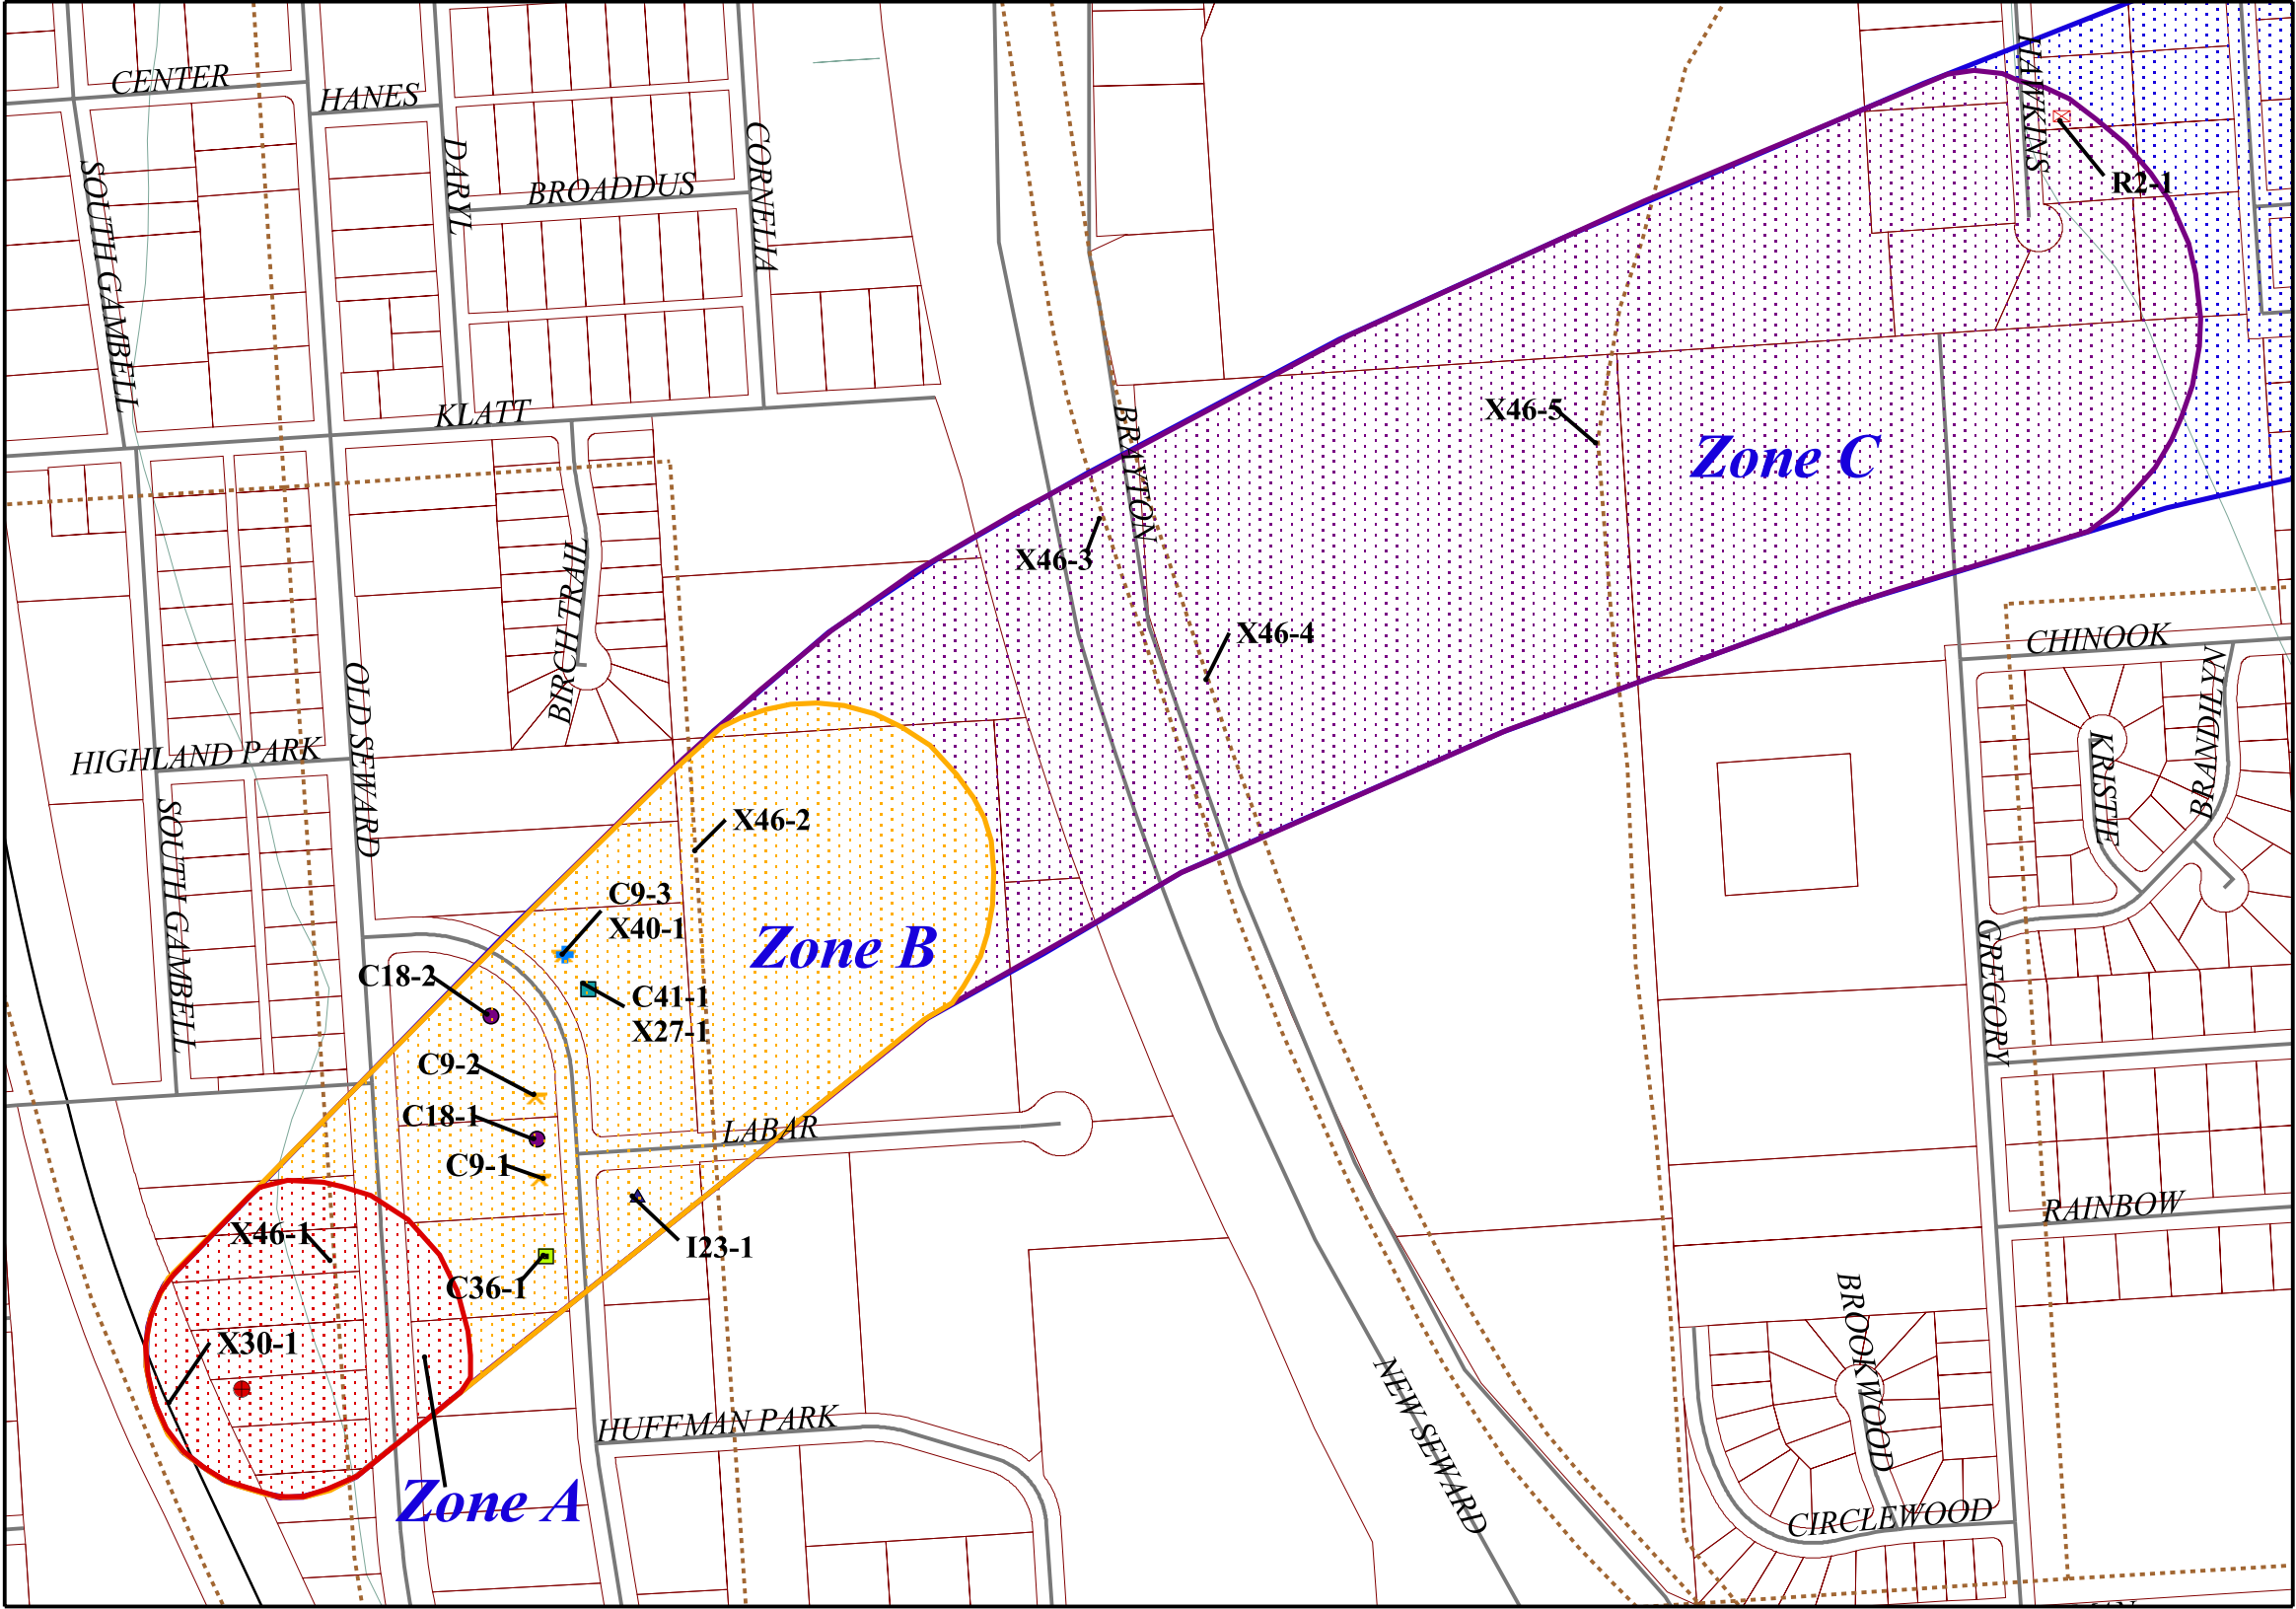 CENTER
HANES
HAWKINS
SOUTH GAMBELL
DARYL
BROADDUS
CORNELIA
R2-1
KLATT
X46-5
BRAYTON
Zone C
X46-3
BIRCH TRAIL
X46-4
CHINOOK
OLD SEWARD
HIGHLAND PARK
KRISTIE
BRANDILYN
X46-2
SOUTH GAMBELL
C9-3
X40-1
Zone B
C18-2
C41-1
X27-1
GREGORY
C9-2
C18-1
LABAR
C9-1
RAINBOW
X46-1
I23-1
C36-1
X30-1
BROOKWOOD
NEW SEWARD
HUFFMAN PARK
Zone A
CIRCLEWOOD